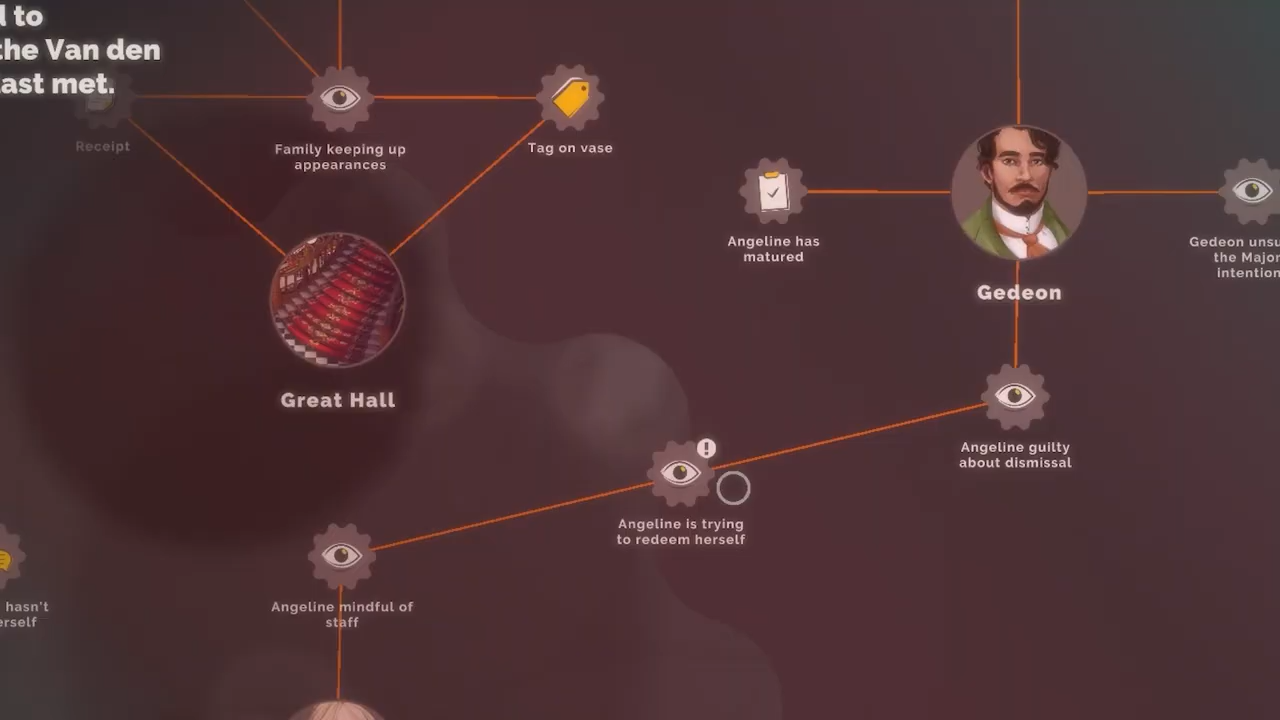 to
the Van den
ast met.
Receipt
Family keeping up
appearances
Tag on vase
Angeline has
matured
Gedeon
Gedeon unsu
the Major
intention
Great Hall
Angeline guilty
about dismissal
Angeline is trying
to redeem herself
Angeline mindful of
staff
hasn't
erself